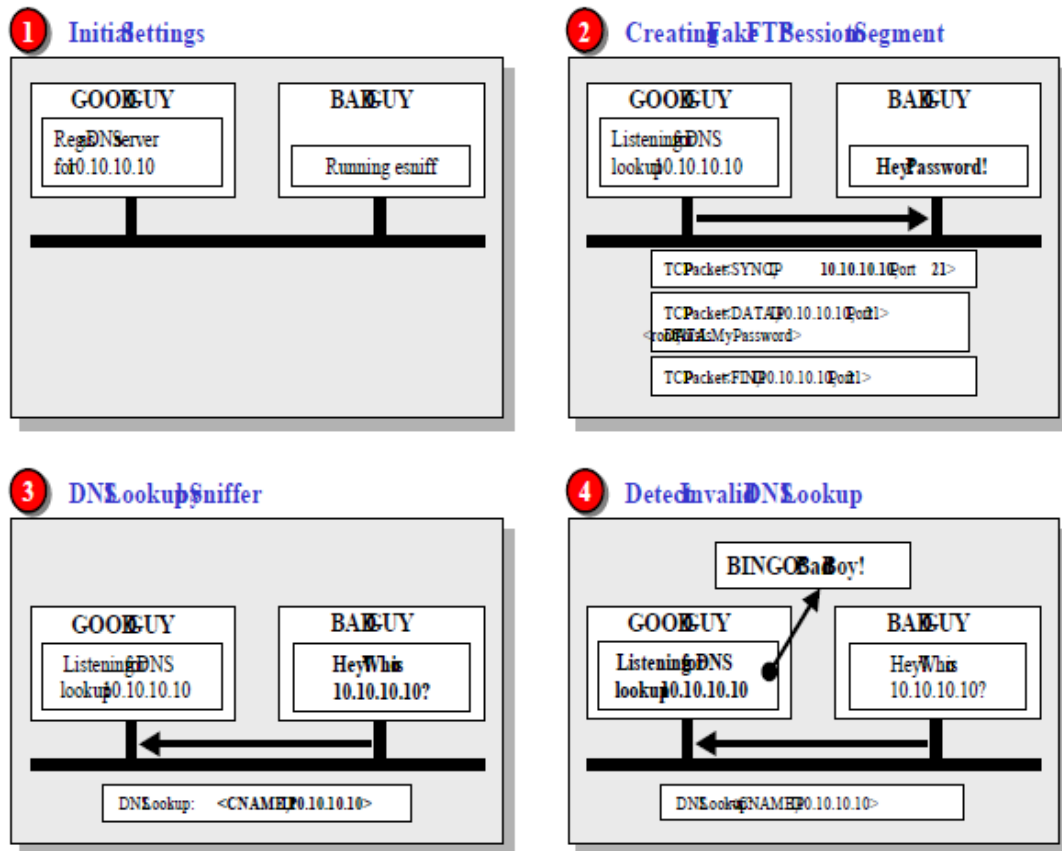 1 Initial Settings
GOOD GUY
Reg as DNS server
for 10.10.10.10
BAD GUY
Running esniff
2 Creating Fake FTP Session Segment
GOOD GUY
Listening for DNS
lookup 10.10.10.10
BAD GUY
Hey Password!
TCP Packet: <SYNC, IP 10.10.10.10, Port 21>
TCP Packet: <DATA, IP 10.10.10.10, Port 21>
MyPassword>
TCP Packet: <FIN, IP 10.10.10.10, Port 21>
3 DNS Lookup by Sniffer
GOOD GUY
Listening for DNS
lookup 10.10.10.10
BAD GUY
Hey Who is
10.10.10.10?
DNS Lookup: <CNAME, IP 10.10.10.10>
4 Detect Invalid DNS Lookup
BINGO Bad Boy!
GOOD GUY
Listening for DNS
lookup 10.10.10.10
BAD GUY
Hey Who is
10.10.10.10?
DNS Lookup: <CNAME, IP 10.10.10.10>